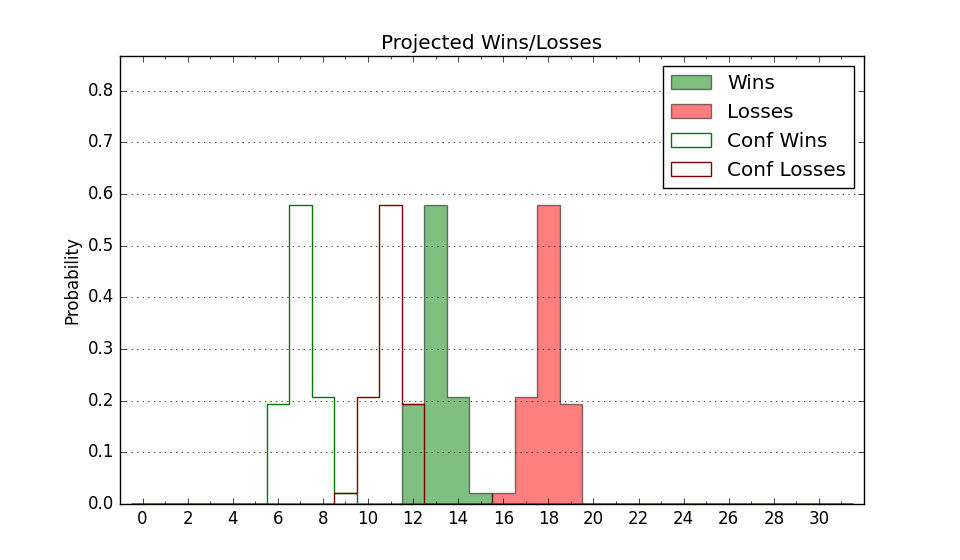 Projected Wins/Losses
0.8
0.7
0.6
0.5
0.4
0.3
0.2
0.1
0.0
Probability
Wins
Losses
Conf Wins
Conf Losses
0 2 4 6 8 10 12 14 16 18 20 22 24 26 28 30